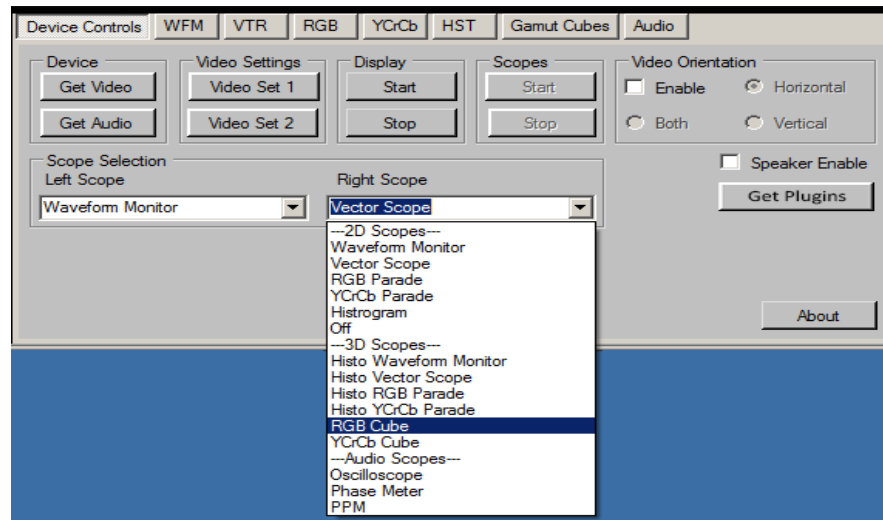 Device Controls WFM VTR RGB YCrCb HST Gamut Cubes Audio
Device Video Settings Display Scopes Video Orientation
Get Video Video Set 1 Start Start Enable Horizontal
Get Audio Video Set 2 Stop Stop Both Vertical
Scope Selection Speaker Enable
Left Scope Right Scope
Get Plugins
Waveform Monitor Vector Scope
---2D Scopes---
Waveform Monitor
Vector Scope
RGB Parade
YCrCb Parade
Histrogram
Off
---3D Scopes---
Histo Waveform Monitor
Histo Vector Scope
Histo RGB Parade
Histo YCrCb Parade
RGB Cube
YCrCb Cube
---Audio Scopes---
Oscilloscope
Phase Meter
PPM
About